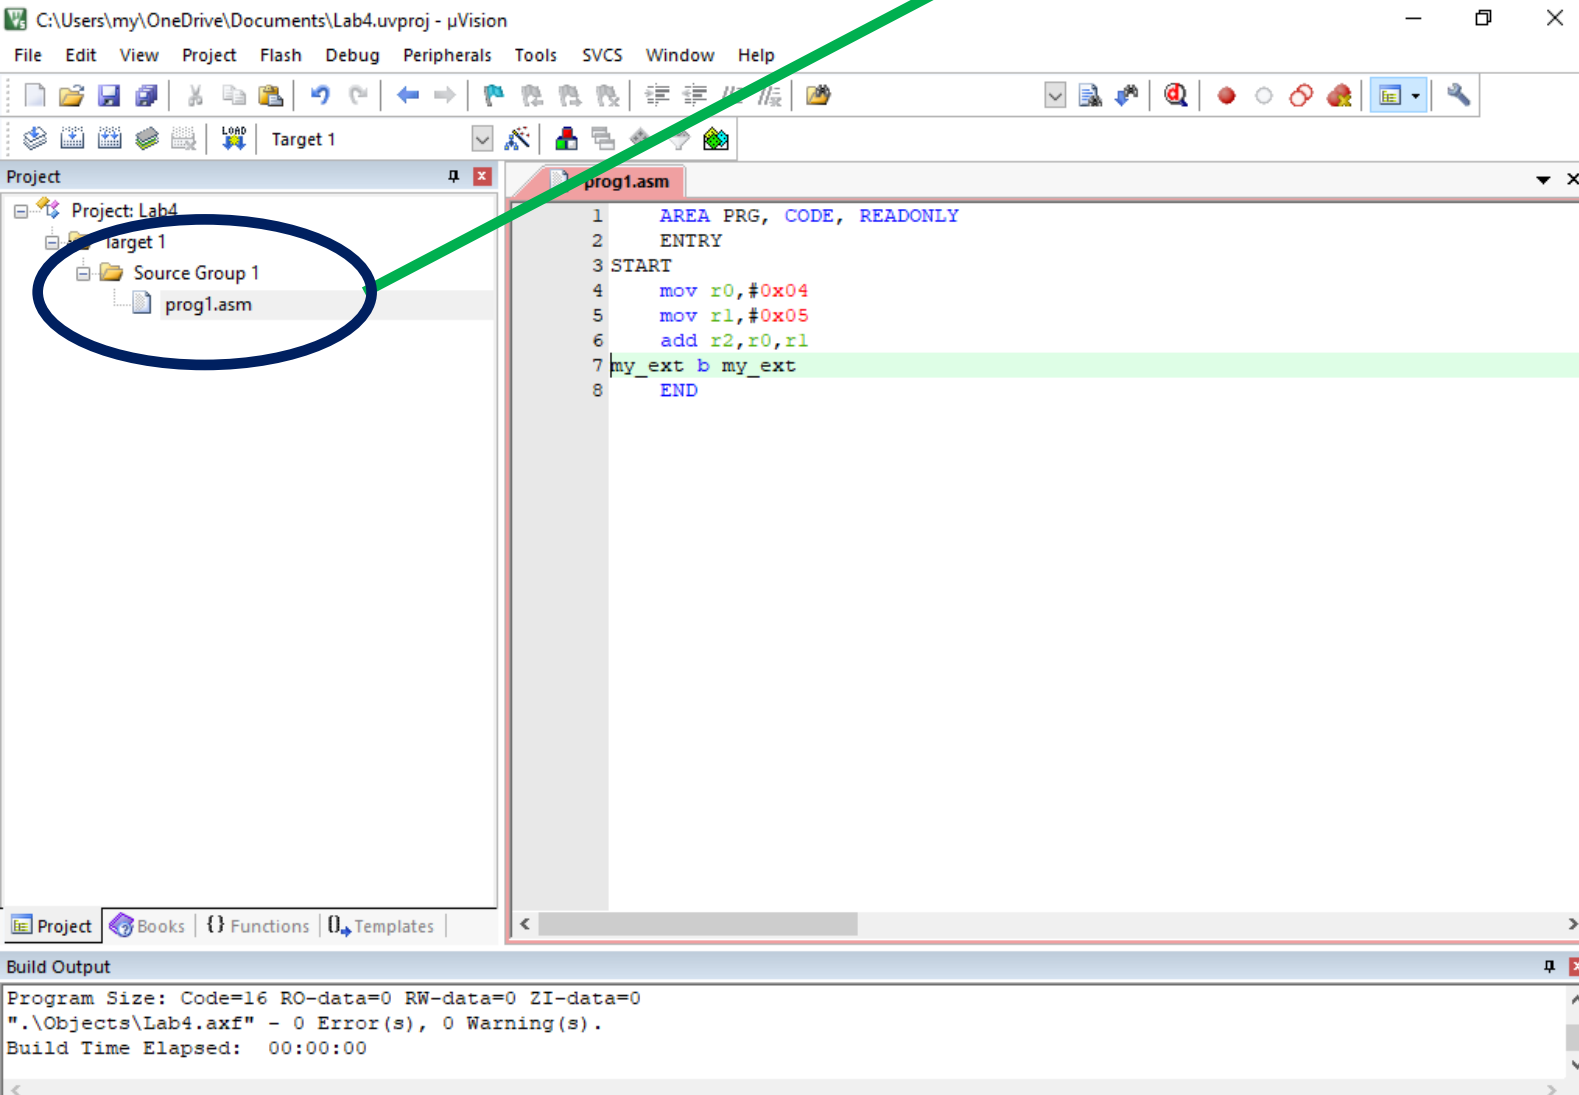 C:\Users\my\OneDrive\Documents\Lab4.uvproj - µVision
File Edit View Project Flash Debug Peripherals Tools SVCS Window Help
LOAD Target 1
Project
prog1.asm
Project: Lab4
Target 1
Source Group 1
prog1.asm
1 AREA PRG, CODE, READONLY
2 ENTRY
3 START
4 mov r0,#0x04
5 mov r1,#0x05
6 add r2,r0,r1
7 my_ext b my_ext
8 END
Project Books {} Functions Templates
Build Output
Program Size: Code=16 RO-data=0 RW-data=0 ZI-data=0
".\Objects\Lab4.axf" - 0 Error(s), 0 Warning(s).
Build Time Elapsed: 00:00:00